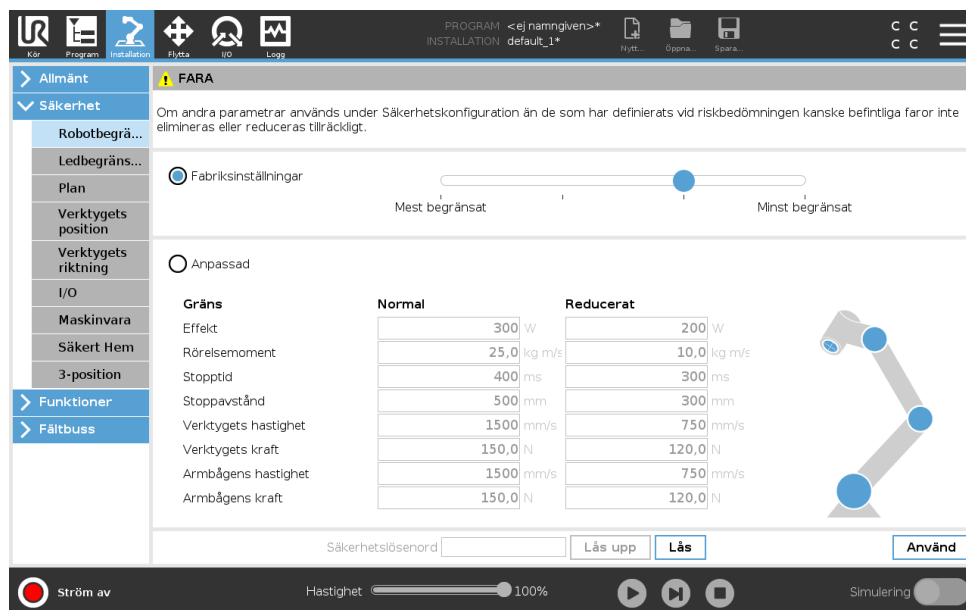 UR
Kör
Program
Installation
Flytta
I/O
Logg
PROGRAM <ej namngiven>*
INSTALLATION default_1*
Nytt...
Öppna...
Spara...
C C
C C
Allmänt
Säkerhet
Robotbegrä...
Ledbegräns...
Plan
Verktygets
position
Verktygets
riktning
I/O
Maskinvara
Säkert Hem
3-position
Funktioner
Fältbuss
FARA
Om andra parametrar används under Säkerhetskonfiguration än de som har definierats vid riskbedömningen kanske befintliga faror inte
elimineras eller reduceras tillräckligt.
Fabriksinställningar
Mest begränsat
Minst begränsat
Anpassad
Gräns Normal Reducerat
Effekt 300 W 200 W
Rörelsemoment 25,0 kg m/s 10,0 kg m/s
Stopptid 400 ms 300 ms
Stoppavstånd 500 mm 300 mm
Verktygets hastighet 1500 mm/s 750 mm/s
Verktygets kraft 150,0 N 120,0 N
Armbågens hastighet 1500 mm/s 750 mm/s
Armbågens kraft 150,0 N 120,0 N
Säkerhetslösenord Lås upp Lås Använd
Ström av Hastighet 100% Simulering